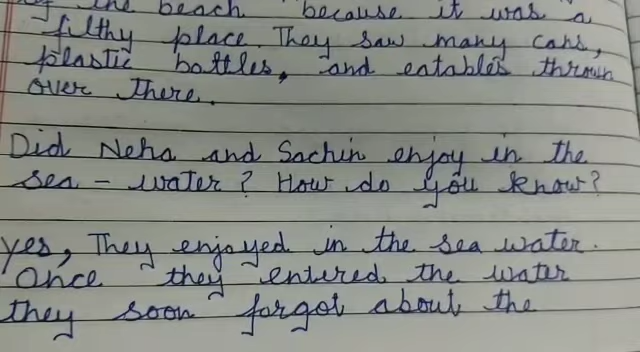 the beach because it was a
filthy place. They saw many cans,
plastic bottles, and eatables thrown
over there.
Did Neha and Sachin enjoy in the
sea - water? How do you know?
yes, They enjoyed in the sea water.
Once they entered the water
they soon forgot about the